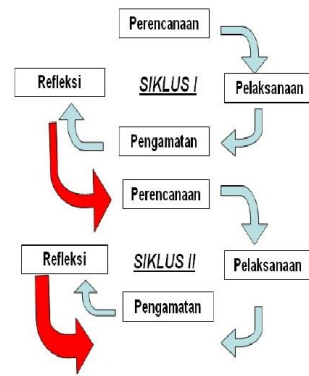 Perencanaan
Refleksi
SIKLUS I
Pelaksanaan
Pengamatan
Perencanaan
Refleksi
SIKLUS II
Pelaksanaan
Pengamatan